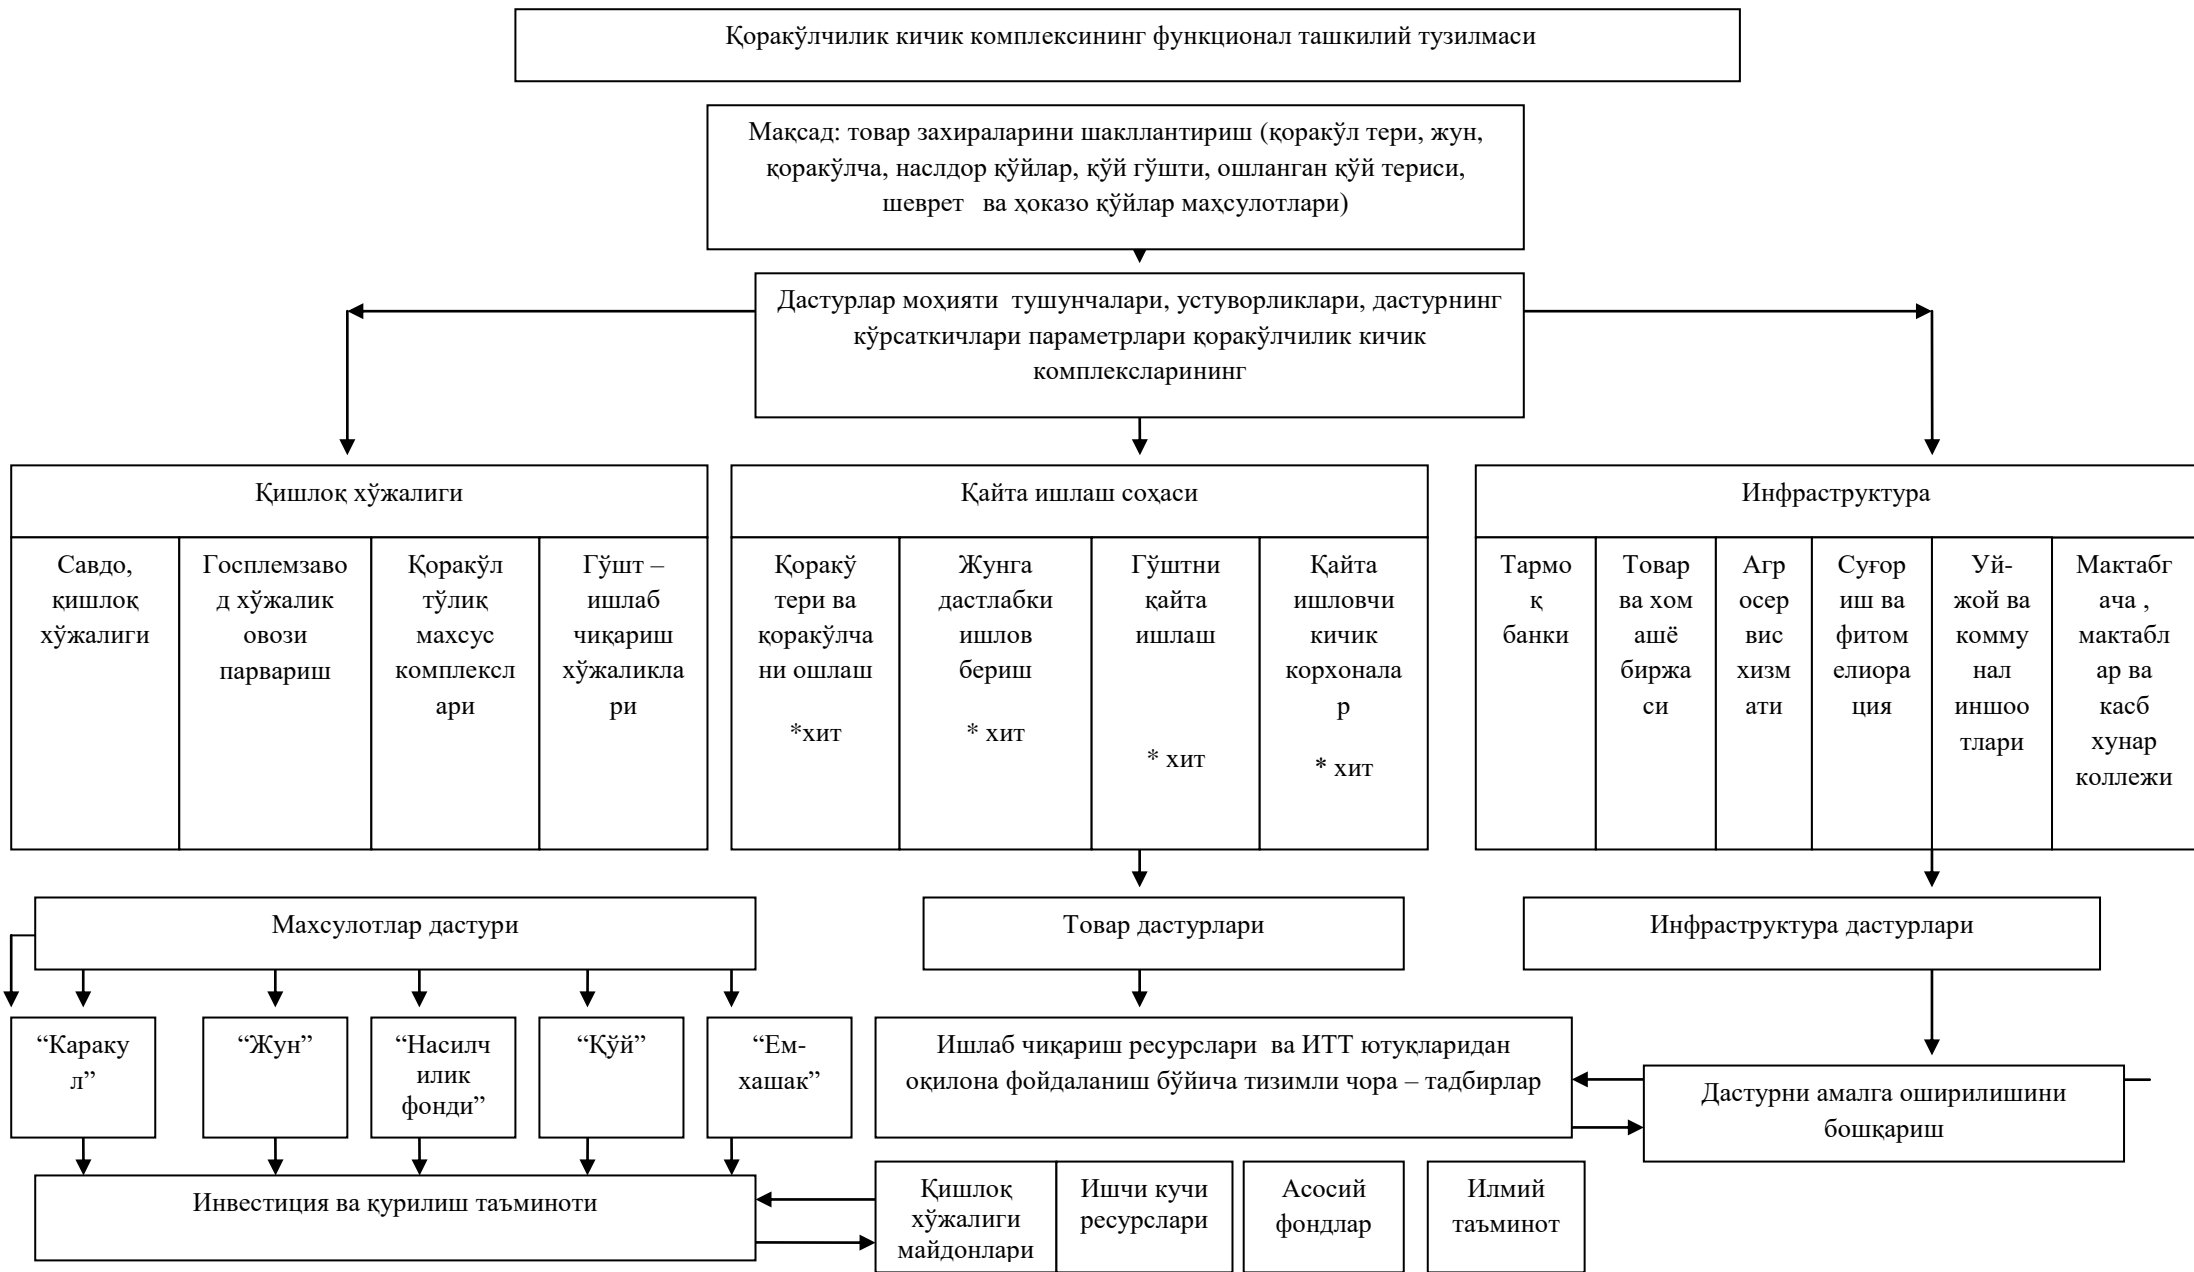 Қоракўлчилик кичик комплексининг функционал ташкилий тузилмаси
Мақсад: товар захираларини шакллантириш (қоракўл тери, жун,
қоракўлча, наслдор қўйлар, қўй гўшти, ошланган қўй териси,
шеврет ва ҳоказо қўйлар маҳсулотлари)
Дастурлар моҳияти тушунчалари, устуворликлари, дастурнинг
кўрсаткичлари параметрлари қоракўлчилик кичик
комплексларининг
Қишлоқ хўжалиги
Савдо,
қишлоқ
хўжалиги
Госплемзаво
д хўжалик
овози
парвариш
Қоракўл
тўлиқ
махсус
комплексл
ари
Гўшт –
ишлаб
чиқариш
хўжаликла
ри
Қайта ишлаш соҳаси
Қоракў
тери ва
қоракўлча
ни ошлаш
*хит
Жунга
дастлабки
ишлов
бериш
* хит
Гўштни
қайта
ишлаш
* хит
Қайта
ишловчи
кичик
корхонала
р
* хит
Инфраструктура
Тармо
қ
банки
Товар
ва хом
ашё
биржа
си
Агр
осер
вис
хизм
ати
Суғор
иш ва
фитом
елиора
ция
Уй-
жой ва
комму
нал
иншоо
тлари
Мактабг
ача ,
мактабл
ар ва
касб
хунар
коллежи
Махсулотлар дастури
Товар дастурлари
Инфраструктура дастурлари
“Караку
л”
“Жун”
“Насилч
илик
фонди”
“Қўй”
“Ем-
хашак”
Ишлаб чиқариш ресурслари ва ИТТ ютуқларидан
оқилона фойдаланиш бўйича тизимли чора – тадбирлар
Дастурни амалга оширилишини
бошқариш
Инвестиция ва қурилиш таъминоти
Қишлоқ
хўжалиги
майдонлари
Ишчи кучи
ресурслари
Асосий
фондлар
Илмий
таъминот